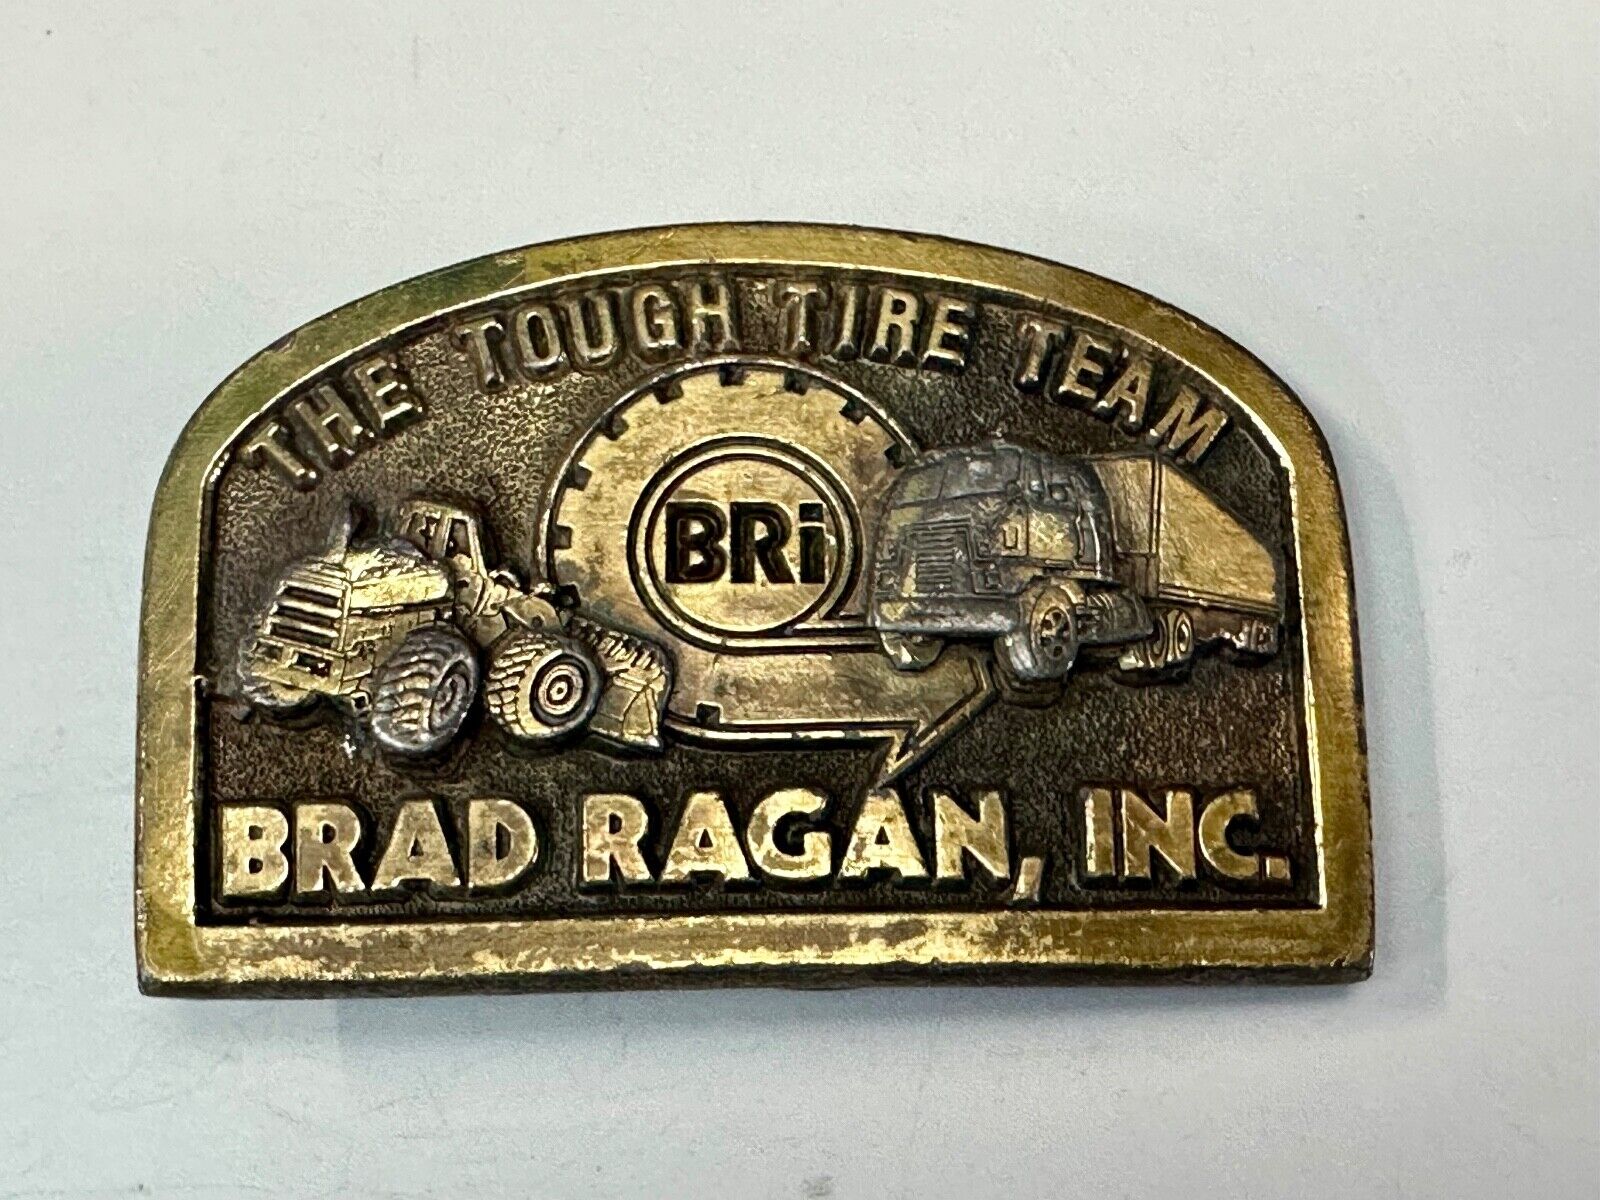 THE TOUGH TIRE TEAM
BRi
BRAD RAGAN, INC.